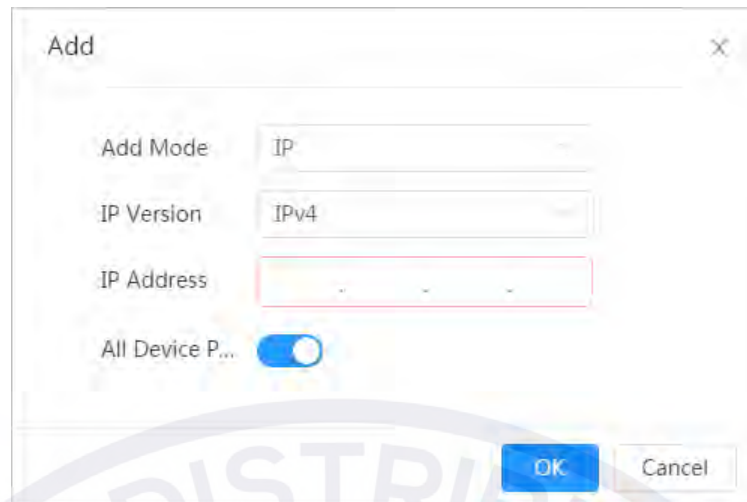 Add
Add Mode IP
IP Version IPv4
IP Address . . .
All Device P...
OK Cancel